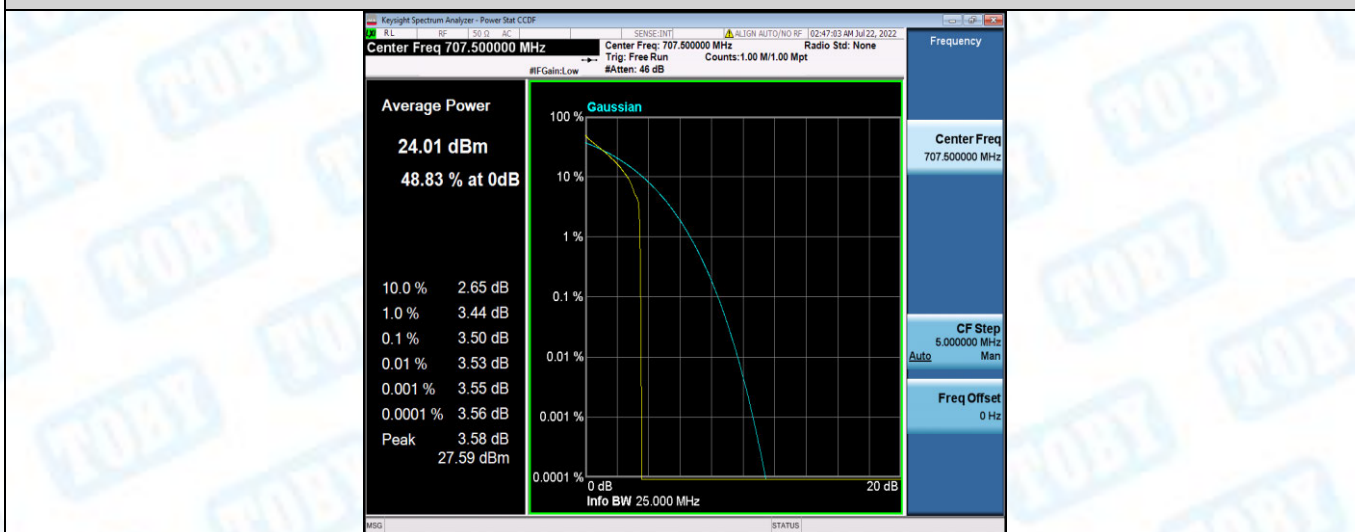 Keysight Spectrum Analyzer - Power Stat CCDF
RL RF 50 Ω AC SENSE:INT ALIGN AUTO/NO RF 02:47:03 AM Jul 22, 2022
Center Freq 707.500000 MHz
Center Freq: 707.500000 MHz Radio Std: None
Trig: Free Run Counts:1.00 M/1.00 Mpt
#IFGain:Low #Atten: 46 dB
Frequency
Average Power
24.01 dBm
48.83 % at 0dB
10.0 % 2.65 dB
1.0 % 3.44 dB
0.1 % 3.50 dB
0.01 % 3.53 dB
0.001 % 3.55 dB
0.0001 % 3.56 dB
Peak 3.58 dB
27.59 dBm
Gaussian
100 %
10 %
1 %
0.1 %
0.01 %
0.001 %
0.0001 %
0 dB 20 dB
Info BW 25.000 MHz
Center Freq
707.500000 MHz
CF Step
5.000000 MHz
Auto Man
Freq Offset
0 Hz
MSG STATUS
TOBY
TOBY
TOBY
TOBY
TOBY
TOBY
TOBY
TOBY